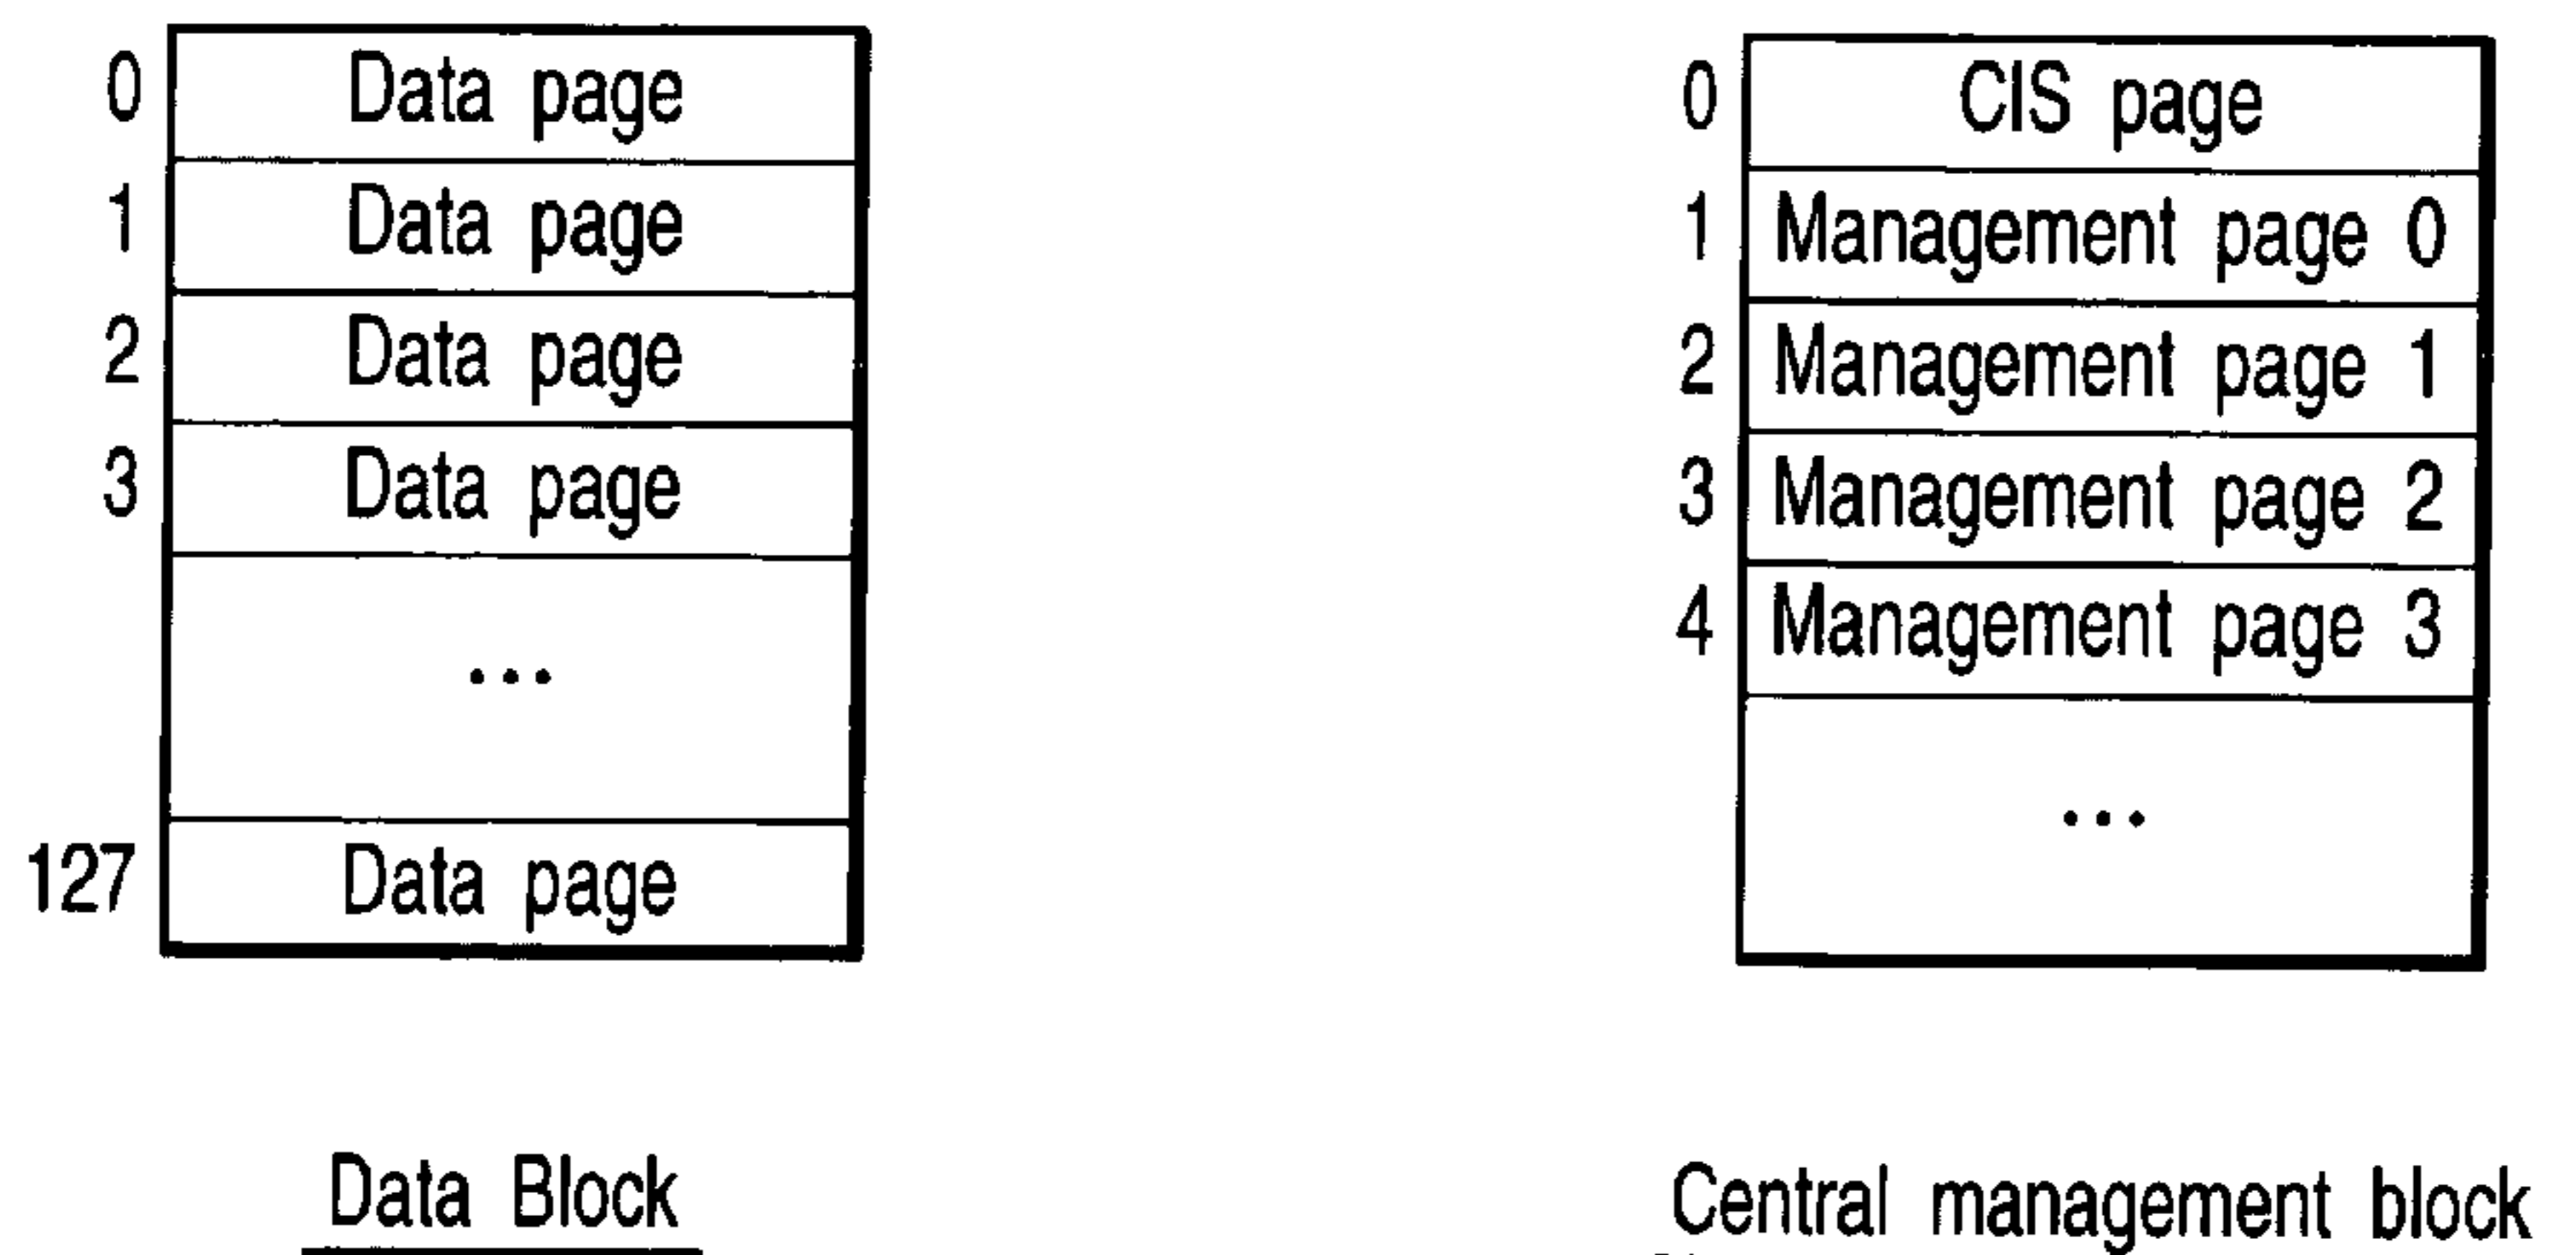 0 Data page
1 Data page
2 Data page
3 Data page
...
127 Data page
Data Block
0 CIS page
1 Management page 0
2 Management page 1
3 Management page 2
4 Management page 3
...
Central management block